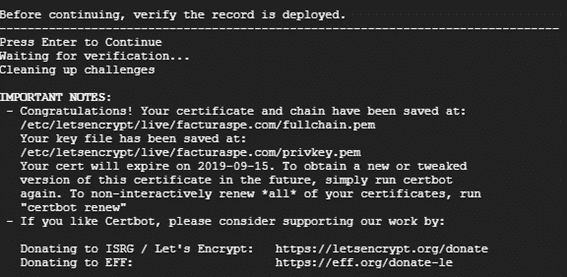 Before continuing, verify the record is deployed.
-------------------------------------------------------------------------------
Press Enter to Continue
Waiting for verification...
Cleaning up challenges
IMPORTANT NOTES:
- Congratulations! Your certificate and chain have been saved at:
/etc/letsencrypt/live/facturaspe.com/fullchain.pem
Your key file has been saved at:
/etc/letsencrypt/live/facturaspe.com/privkey.pem
Your cert will expire on 2019-09-15. To obtain a new or tweaked
version of this certificate in the future, simply run certbot
again. To non-interactively renew *all* of your certificates, run
"certbot renew"
- If you like Certbot, please consider supporting our work by:
Donating to ISRG / Let's Encrypt: https://letsencrypt.org/donate
Donating to EFF: https://eff.org/donate-le